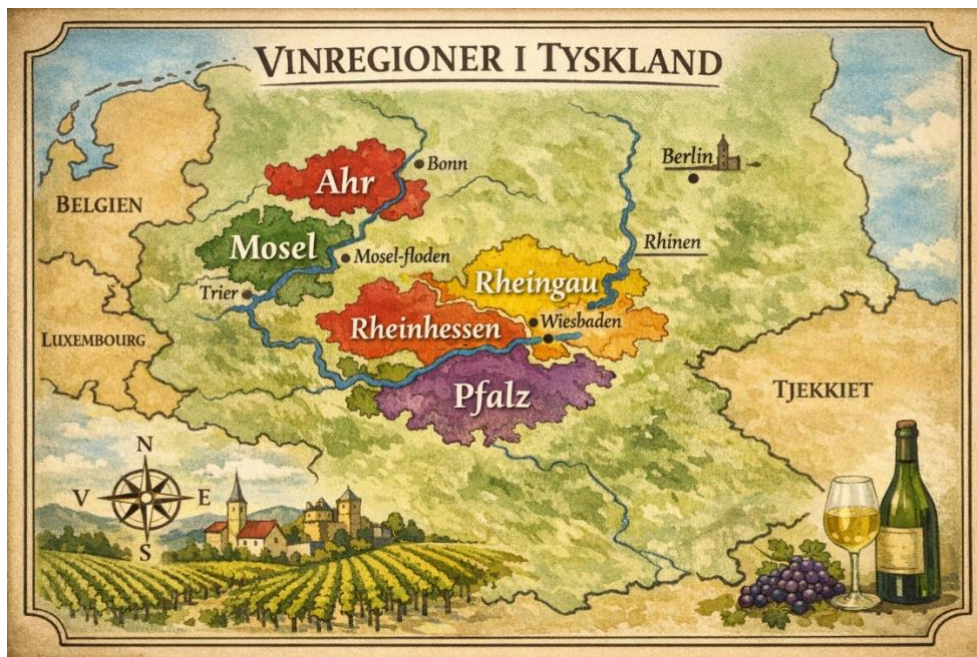 VINREGIONER I TYSKLAND
Ahr
Bonn
Berlin
BELGIEN
Mosel
Mosel-floden
Rhinen
Trier
Rheingau
Wiesbaden
Rheinhessen
LUXEMBOURG
Pfalz
TJEKKIET
N
V E
S